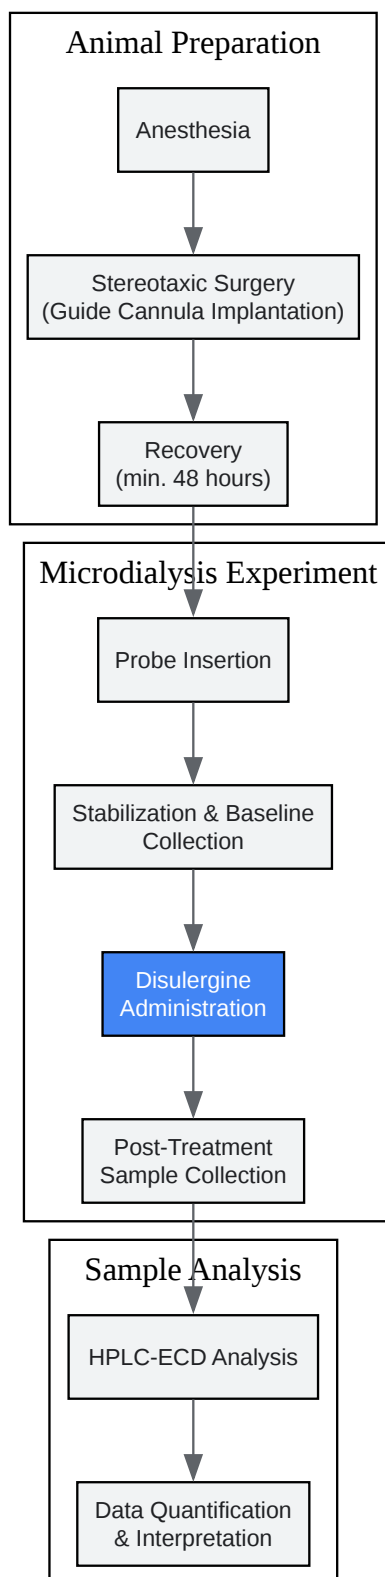 Animal Preparation
Anesthesia
Stereotaxic Surgery
(Guide Cannula Implantation)
Recovery
(min. 48 hours)
Microdialysis Experiment
Probe Insertion
Stabilization & Baseline
Collection
Disulergine
Administration
Post-Treatment
Sample Collection
Sample Analysis
HPLC-ECD Analysis
Data Quantification
& Interpretation